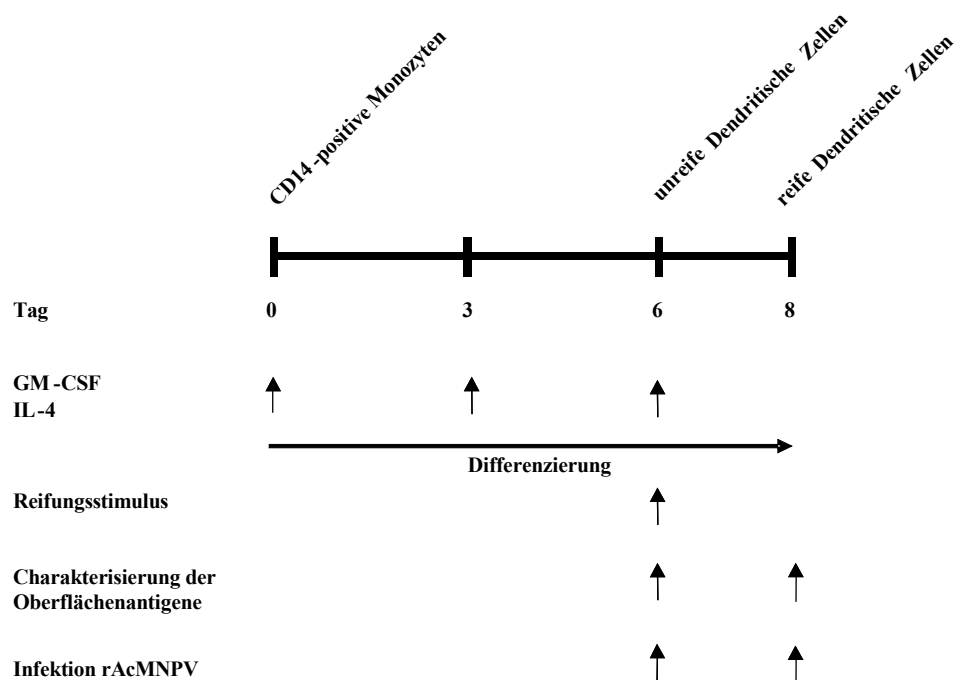 CD14-positive Monozyten
unreife Dendritische Zellen
reife Dendritische Zellen
Tag 0 3 6 8
GM-CSF
IL-4
Differenzierung
Reifungsstimulus
Charakterisierung der
Oberflächenantigene
Infektion rAcMNPV